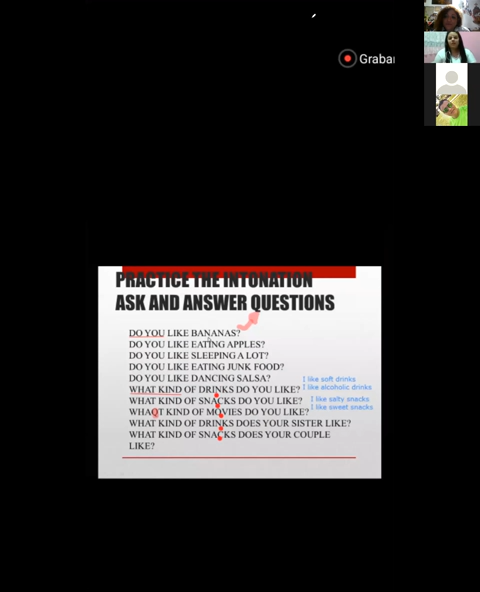 Graba
PRACTICE THE INTONATION
ASK AND ANSWER QUESTIONS
DO YOU LIKE BANANAS?
DO YOU LIKE EATING APPLES?
DO YOU LIKE SLEEPING A LOT?
DO YOU LIKE EATING JUNK FOOD?
DO YOU LIKE DANCING SALSA?
WHAT KIND OF DRINKS DO YOU LIKE?
I like soft drinks
I like alcoholic drinks
WHAT KIND OF SNACKS DO YOU LIKE?
I like salty snacks
I like sweet snacks
WHAT KIND OF MOVIES DO YOU LIKE?
WHAT KIND OF DRINKS DOES YOUR SISTER LIKE?
WHAT KIND OF SNACKS DOES YOUR COUPLE
LIKE?